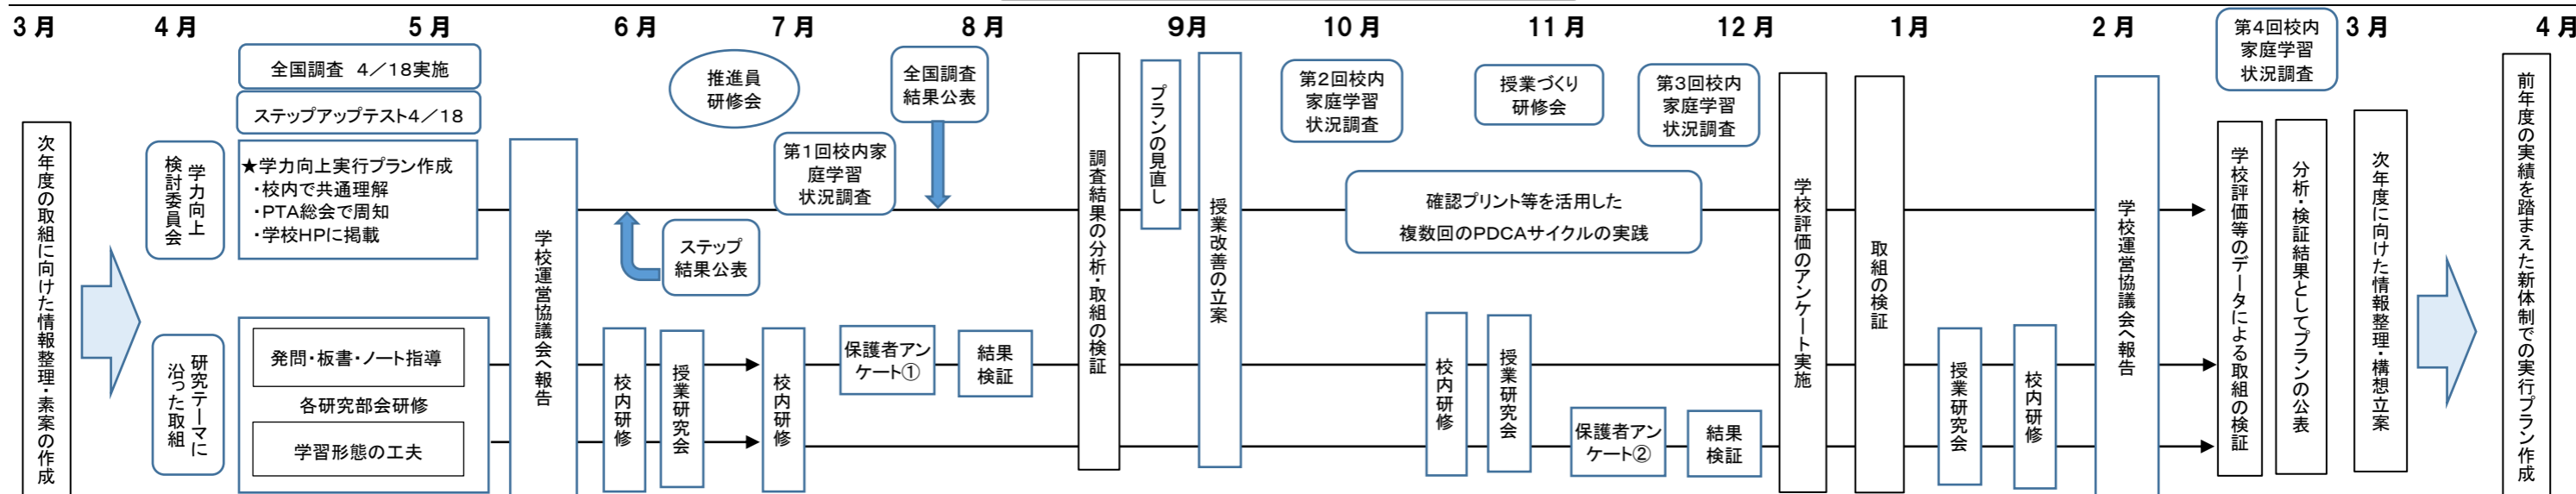 3月
4月
5月
6月
7月
8月
9月
10月
11月
12月
1月
2月
3月
4月
次年度の取組に向けた情報整理・素案の作成
学力向上
検討委員会
研究テーマに
沿った取組
全国調査 4／18実施
ステップアップテスト4／18
★学力向上実行プラン作成
・校内で共通理解
・PTA総会で周知
・学校HPに掲載
発問・板書・ノート指導
各研究部会研修
学習形態の工夫
学校運営協議会へ報告
ステップ
結果公表
校内研修
授業研究会
推進員
研修会
第1回校内家
庭学習
状況調査
校内研修
全国調査
結果公表
保護者アン
ケート①
結果
検証
調査結果の分析・取組の検証
プランの見直し
授業改善の立案
第2回校内
家庭学習
状況調査
授業づくり
研修会
第3回校内
家庭学習
状況調査
確認プリント等を活用した
複数回のPDCAサイクルの実践
校内研修
授業研究会
保護者アン
ケート②
結果
検証
学校評価のアンケート実施
取組の検証
授業研究会
校内研修
学校運営協議会へ報告
第4回校内
家庭学習
状況調査
学校評価等のデータによる取組の検証
分析・検証結果としてプランの公表
次年度に向けた情報整理・構想立案
前年度の実績を踏まえた新体制での実行プラン作成